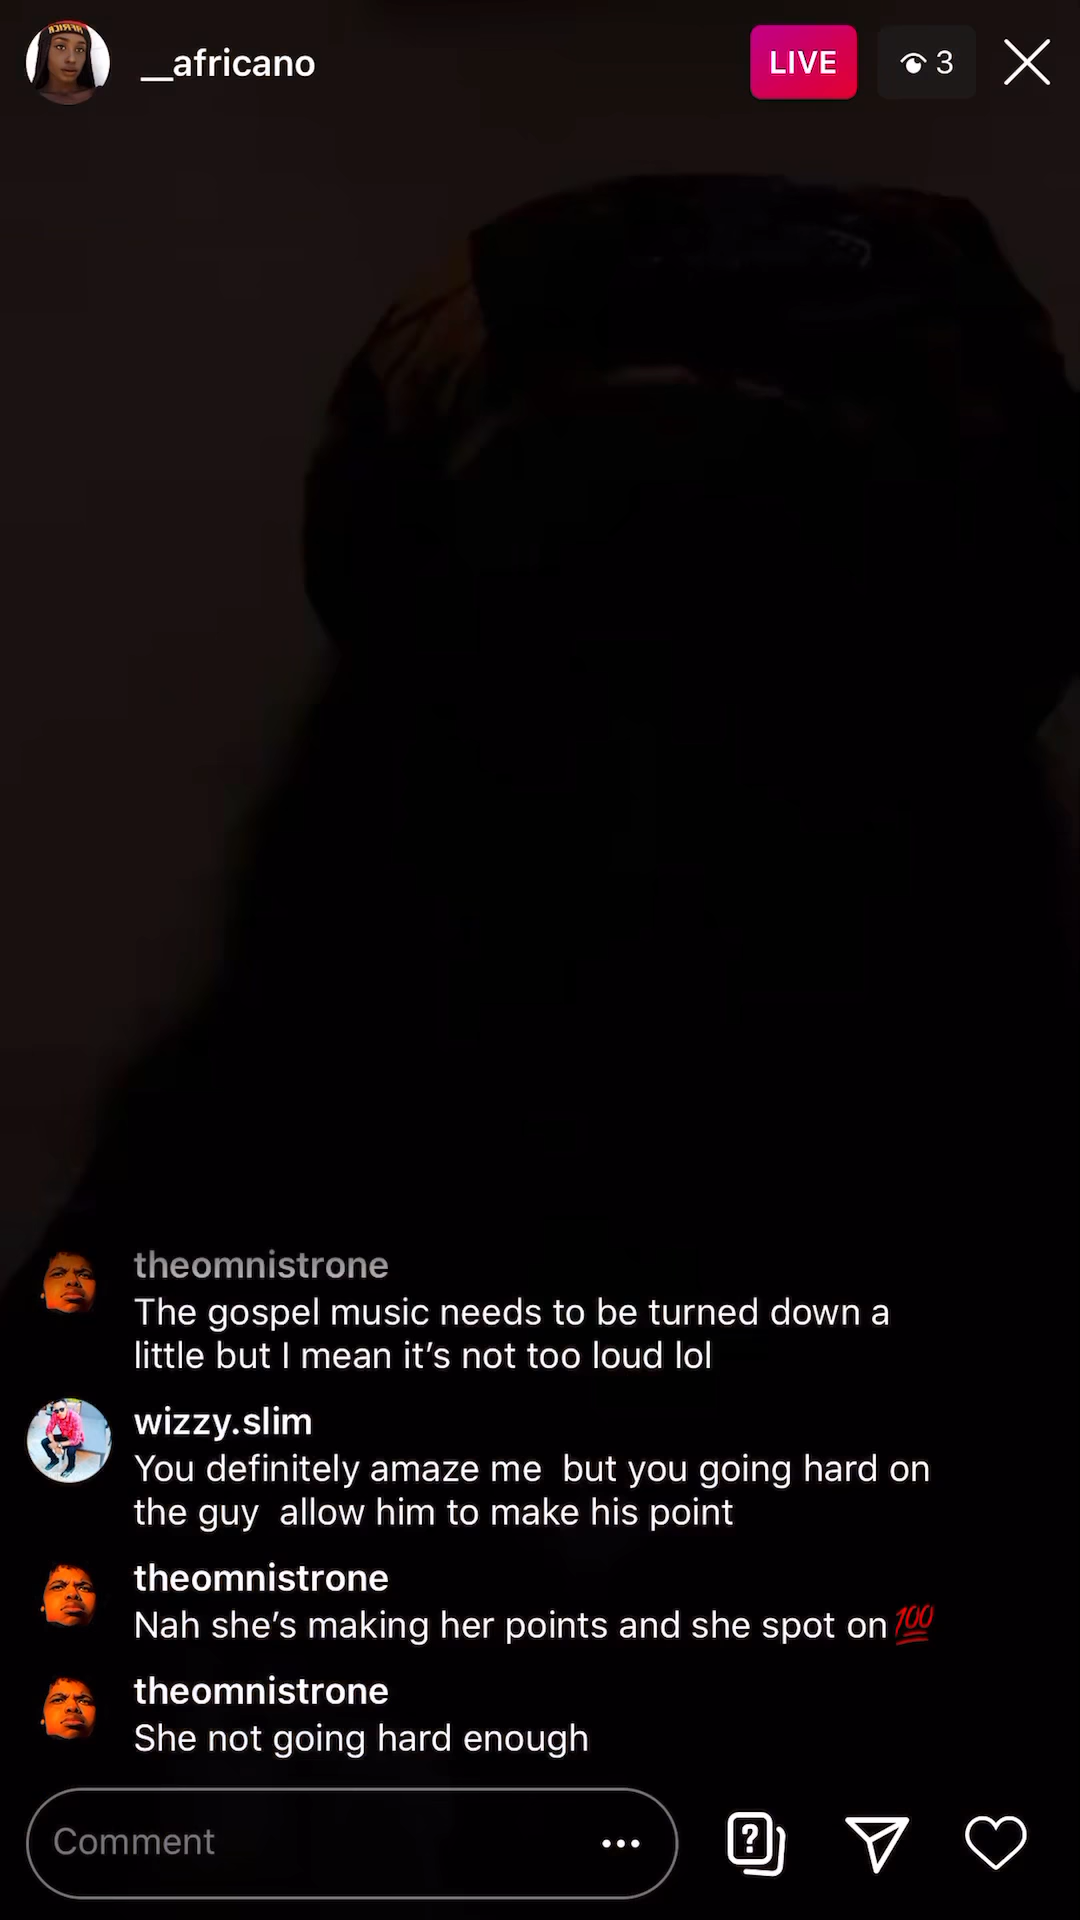 __africano
LIVE
3
theomnistrone
The gospel music needs to be turned down a
little but I mean it’s not too loud lol
wizzy.slim
You definitely amaze me  but you going hard on
the guy  allow him to make his point
theomnistrone
Nah she’s making her points and she spot on💯
theomnistrone
She not going hard enough
Comment